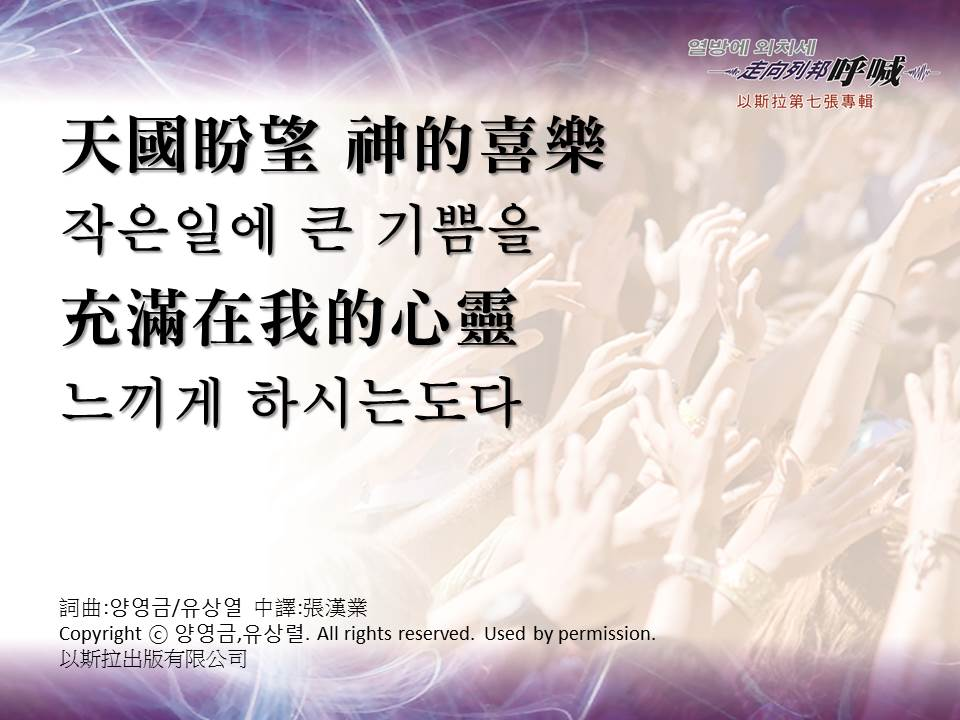 열방에 외치세
走向列邦呼喊
以斯拉第七張專輯
天國盼望 神的喜樂
작은일에 큰 기쁨을
充滿在我的心靈
느끼게 하시는도다
詞曲:양영금/유상열 中譯:張漢業
Copyright ⓒ 양영금,유상렬. All rights reserved. Used by permission.
以斯拉出版有限公司